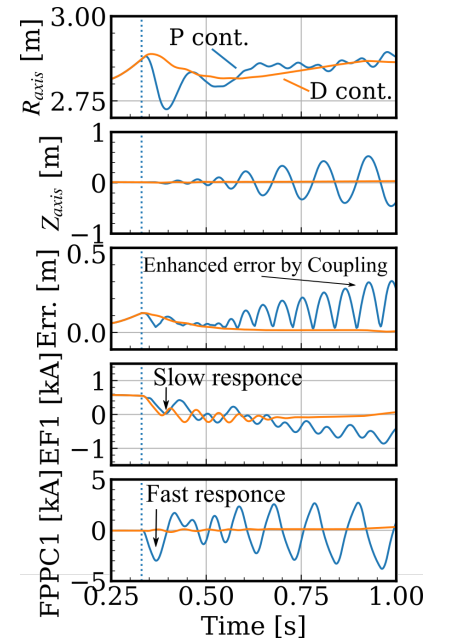 3.00
P cont.
R_axis [m]
D cont.
2.75
1
Z_axis [m]
0
−1
0.5
Enhanced error by Coupling
Err. [m]
0.0
Slow responce
1
EF1 [kA]
0
−1
5
Fast responce
FPPC1 [kA]
0
−5
0.25 0.50 0.75 1.00
Time [s]